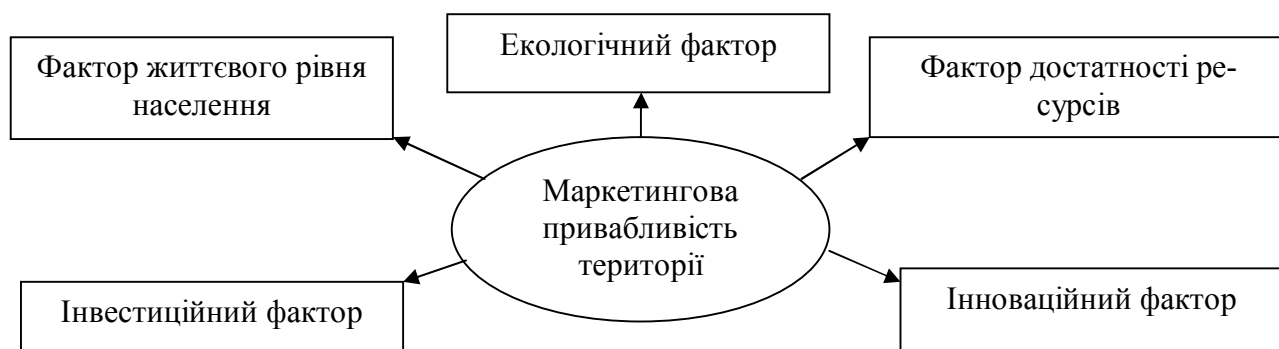 Екологічний фактор
Фактор життєвого рівня
населення
Фактор достатності ре-
сурсів
Маркетингова
привабливість
території
Інвестиційний фактор
Інноваційний фактор